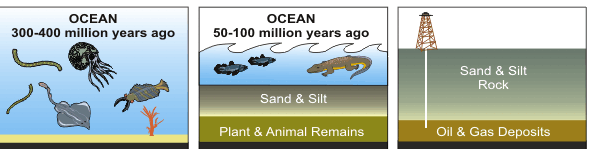 OCEAN
300-400 million years ago
OCEAN
50-100 million years ago
Sand & Silt
Plant & Animal Remains
Sand & Silt
Rock
Oil & Gas Deposits